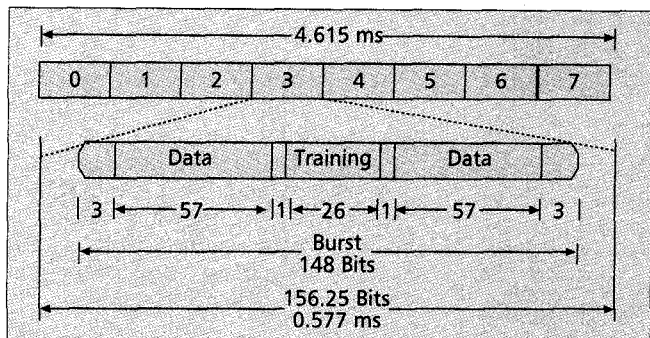 4.615 ms
0 1 2 3 4 5 6 7
Data Training Data
3 57 1 26 1 57 3
Burst
148 Bits
156.25 Bits
0.577 ms